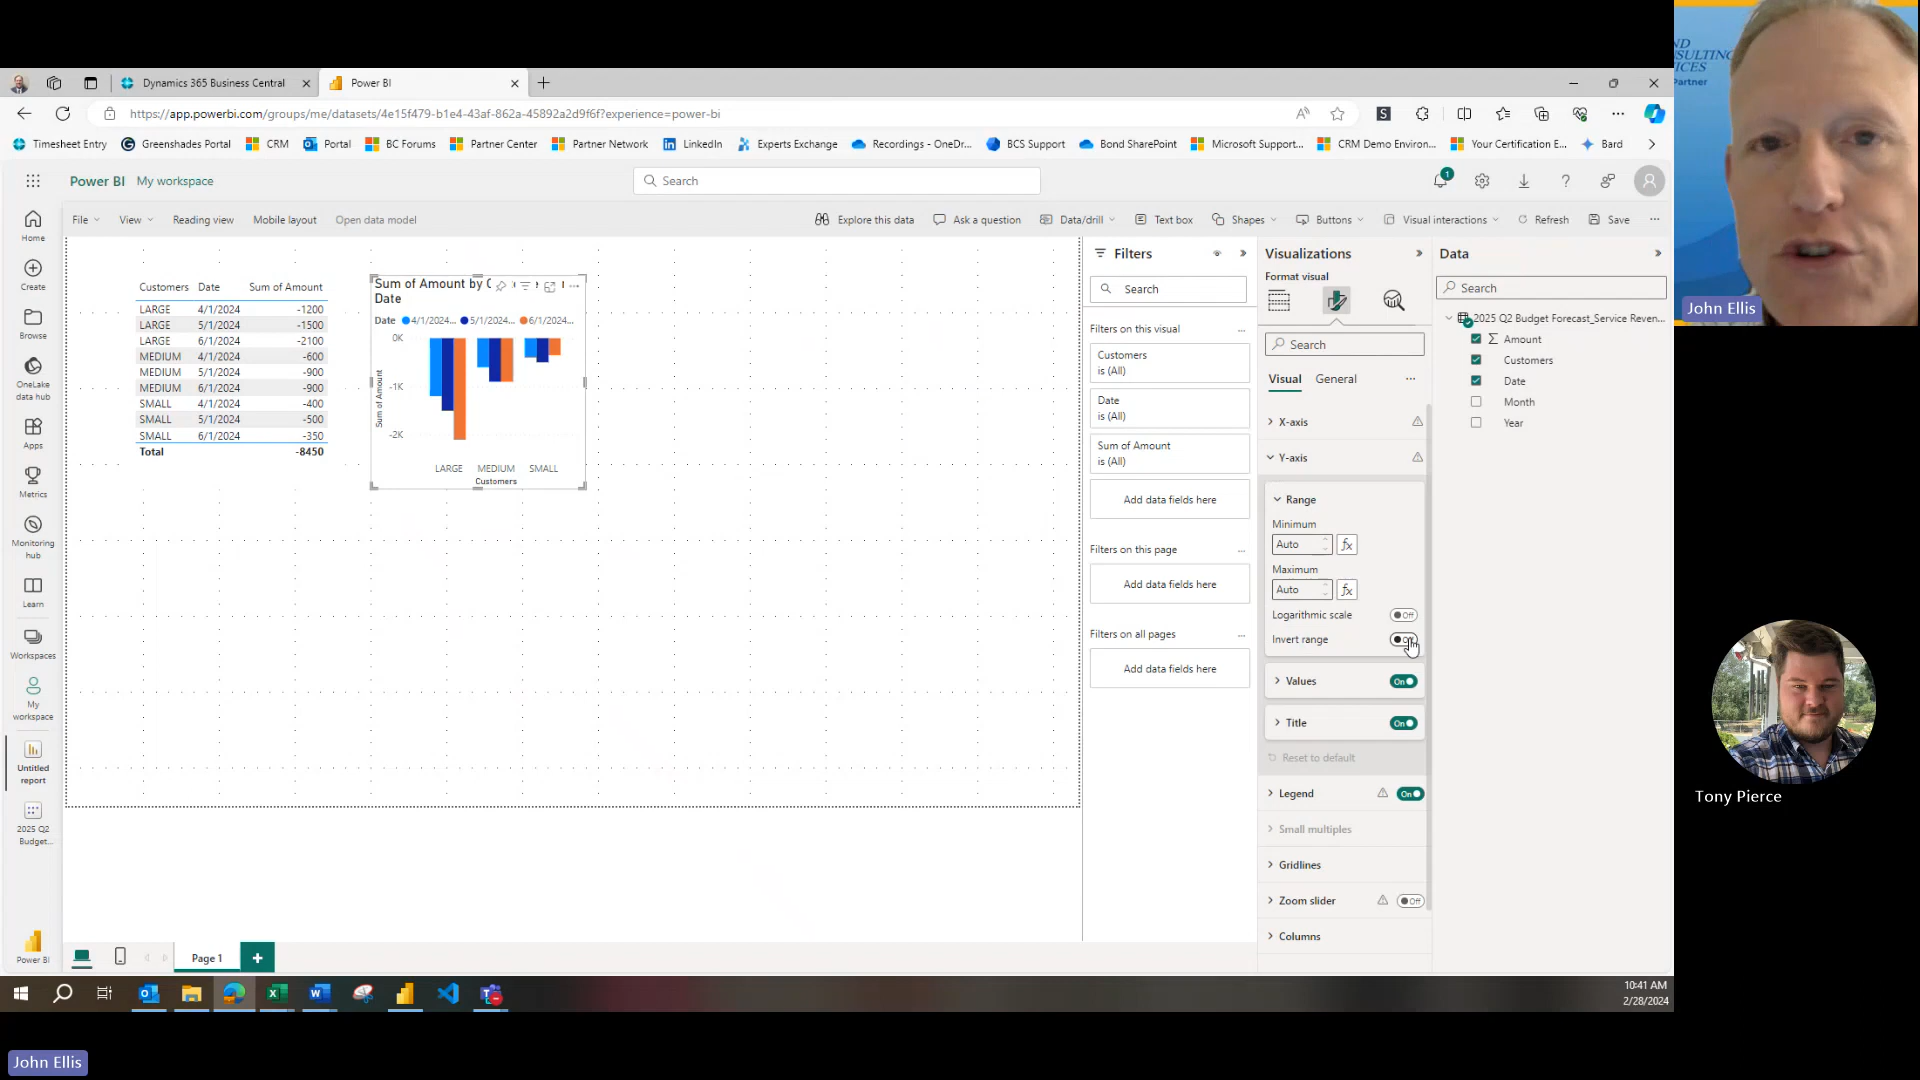 Dynamics 365 Business Central
Power BI
https://app.powerbi.com/groups/me/datasets/4e15f479-b1e4-43af-862a-45892a2d9f6f?experience=power-bi
Timesheet Entry
Greenshades Portal
CRM
Portal
BC Forums
Partner Center
Partner Network
LinkedIn
Experts Exchange
Recordings - OneDr...
BCS Support
Bond SharePoint
Microsoft Support...
CRM Demo Environ...
Your Certification E...
Bard
Power BI My workspace
Search
1
File
View
Reading view
Mobile layout
Open data model
Explore this data
Ask a question
Data/drill
Text box
Shapes
Buttons
Visual interactions
Refresh
Save
Home
Create
Browse
OneLake
data hub
Apps
Metrics
Monitoring
hub
Learn
Workspaces
My
workspace
Untitled
report
2025 Q2
Budget...
Power BI
Customers Date Sum of Amount
LARGE 4/1/2024 -1200
LARGE 5/1/2024 -1500
LARGE 6/1/2024 -2100
MEDIUM 4/1/2024 -600
MEDIUM 5/1/2024 -900
MEDIUM 6/1/2024 -900
SMALL 4/1/2024 -400
SMALL 5/1/2024 -500
SMALL 6/1/2024 -350
Total -8450
Sum of Amount by
Date
Date 4/1/2024... 5/1/2024... 6/1/2024...
0K
-1K
-2K
Sum of Amount
LARGE MEDIUM SMALL
Customers
Filters
Search
Filters on this visual
Customers
is (All)
Date
is (All)
Sum of Amount
is (All)
Add data fields here
Filters on this page
Add data fields here
Filters on all pages
Add data fields here
Visualizations
Format visual
Search
Visual General
X-axis
Y-axis
Range
Minimum
Auto
fx
Maximum
Auto
fx
Logarithmic scale Off
Invert range
Values On
Title On
Reset to default
Legend On
Small multiples
Gridlines
Zoom slider Off
Columns
Data
Search
2025 Q2 Budget Forecast_Service Reven...
Amount
Customers
Date
Month
Year
Page 1
10:41 AM
2/28/2024
ND
NSULTING
ICES
Partner
John Ellis
Tony Pierce
John Ellis